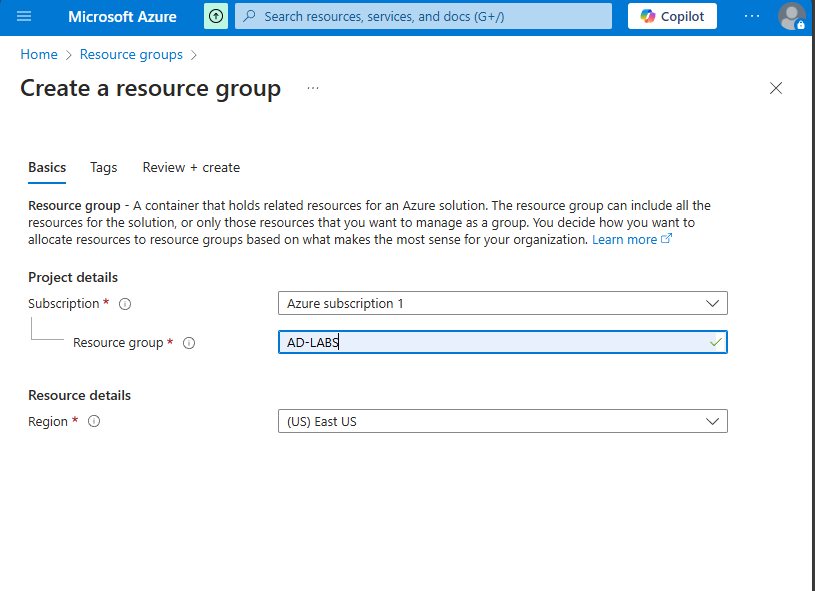 Microsoft Azure
Search resources, services, and docs (G+/)
Copilot
Home > Resource groups >
Create a resource group
Basics Tags Review + create
Resource group - A container that holds related resources for an Azure solution. The resource group can include all the
resources for the solution, or only those resources that you want to manage as a group. You decide how you want to
allocate resources to resource groups based on what makes the most sense for your organization. Learn more
Project details
Subscription * Azure subscription 1
Resource group * AD-LABS
Resource details
Region * (US) East US